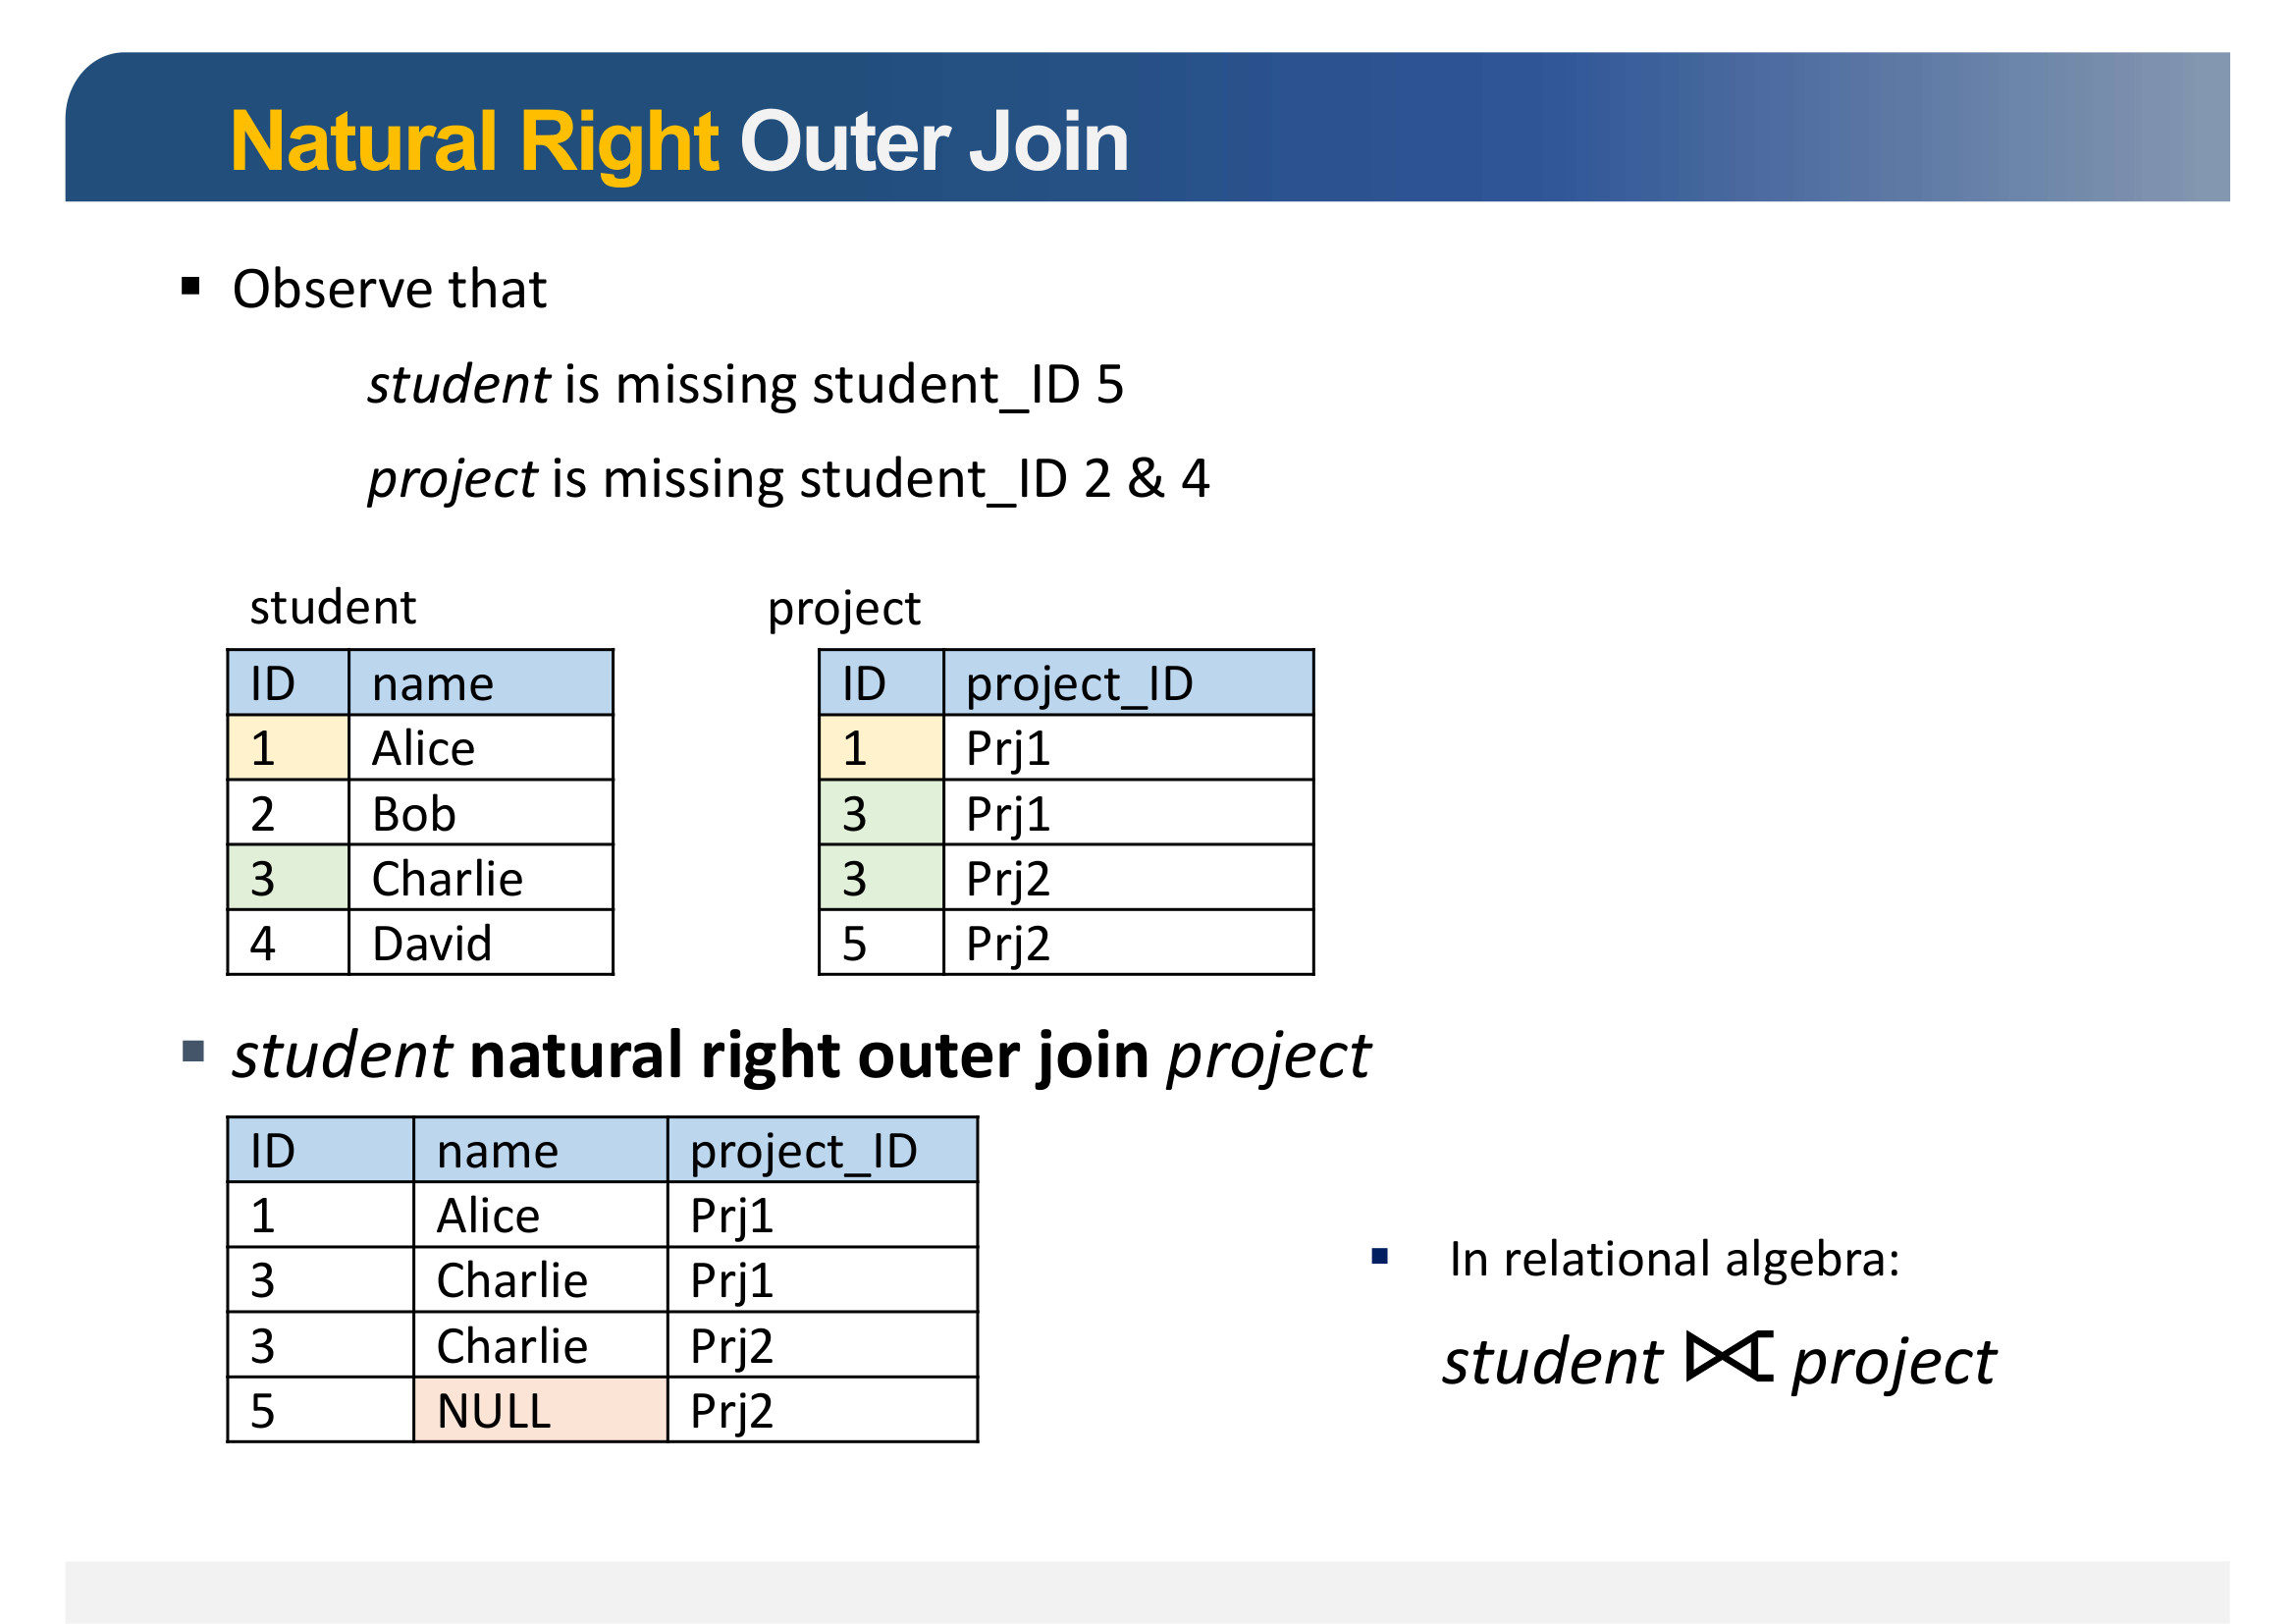 Natural Right Outer Join
▪ Observe that
student is missing student_ID 5
project is missing student_ID 2 & 4
student
ID name
1 Alice
2 Bob
3 Charlie
4 David
project
ID project_ID
1 Prj1
3 Prj1
3 Prj2
5 Prj2
▪ student natural right outer join project
ID name project_ID
1 Alice Prj1
3 Charlie Prj1
3 Charlie Prj2
5 NULL Prj2
▪ In relational algebra:
student ⟖ project